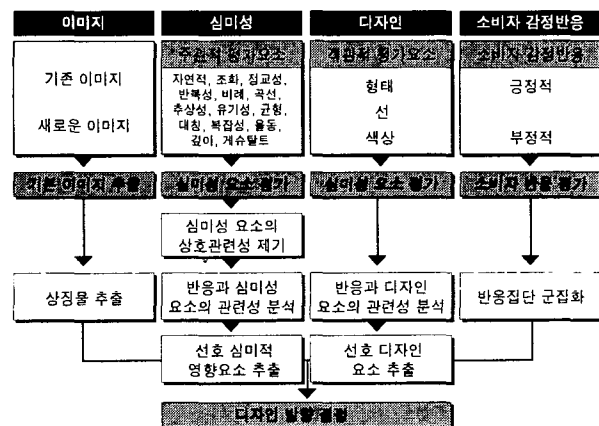 이미지
심미성
디자인
소비자 감정반응
주관적 평가요소
객관적 평가요소
소비자 감정반응
기존 이미지
새로운 이미지
자연적, 조화, 정교성,
반복성, 비례, 곡선,
추상성, 유기성, 균형,
대칭, 복잡성, 율동,
깊이, 게슈탈트
형태
선
색상
긍정적
부정적
기존 이미지 추출
심미성 요소 평가
심미성 요소 평가
소비자 반응 평가
심미성 요소의
상호관련성 제기
상징물 추출
반응과 심미성
요소의 관련성 분석
반응과 디자인
요소의 관련성 분석
반응집단 군집화
선호 심미적
영향요소 추출
선호 디자인
요소 추출
디자인 방향 결정